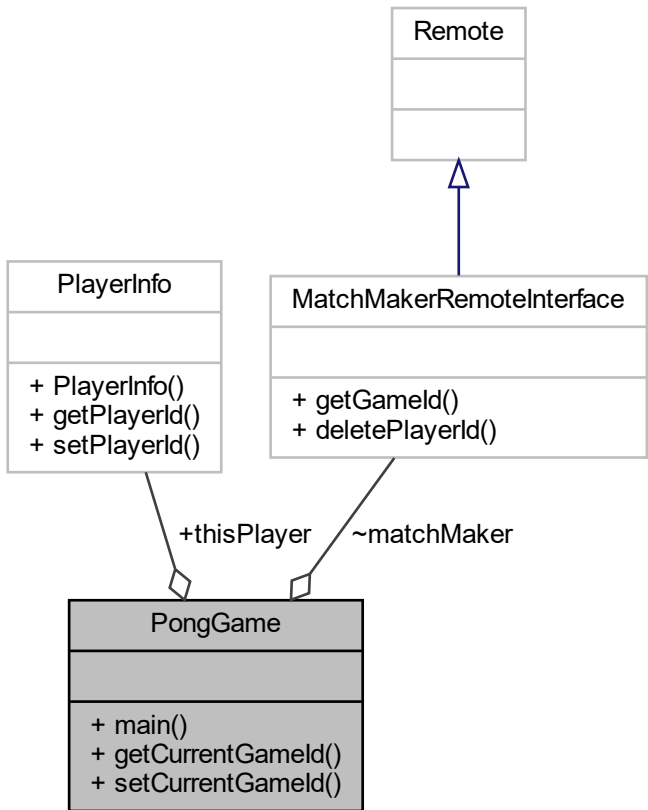 Remote
PlayerInfo
+ PlayerInfo()
+ getPlayerId()
+ setPlayerId()
MatchMakerRemoteInterface
+ getGameId()
+ deletePlayerId()
+thisPlayer
~matchMaker
PongGame
+ main()
+ getCurrentGameId()
+ setCurrentGameId()